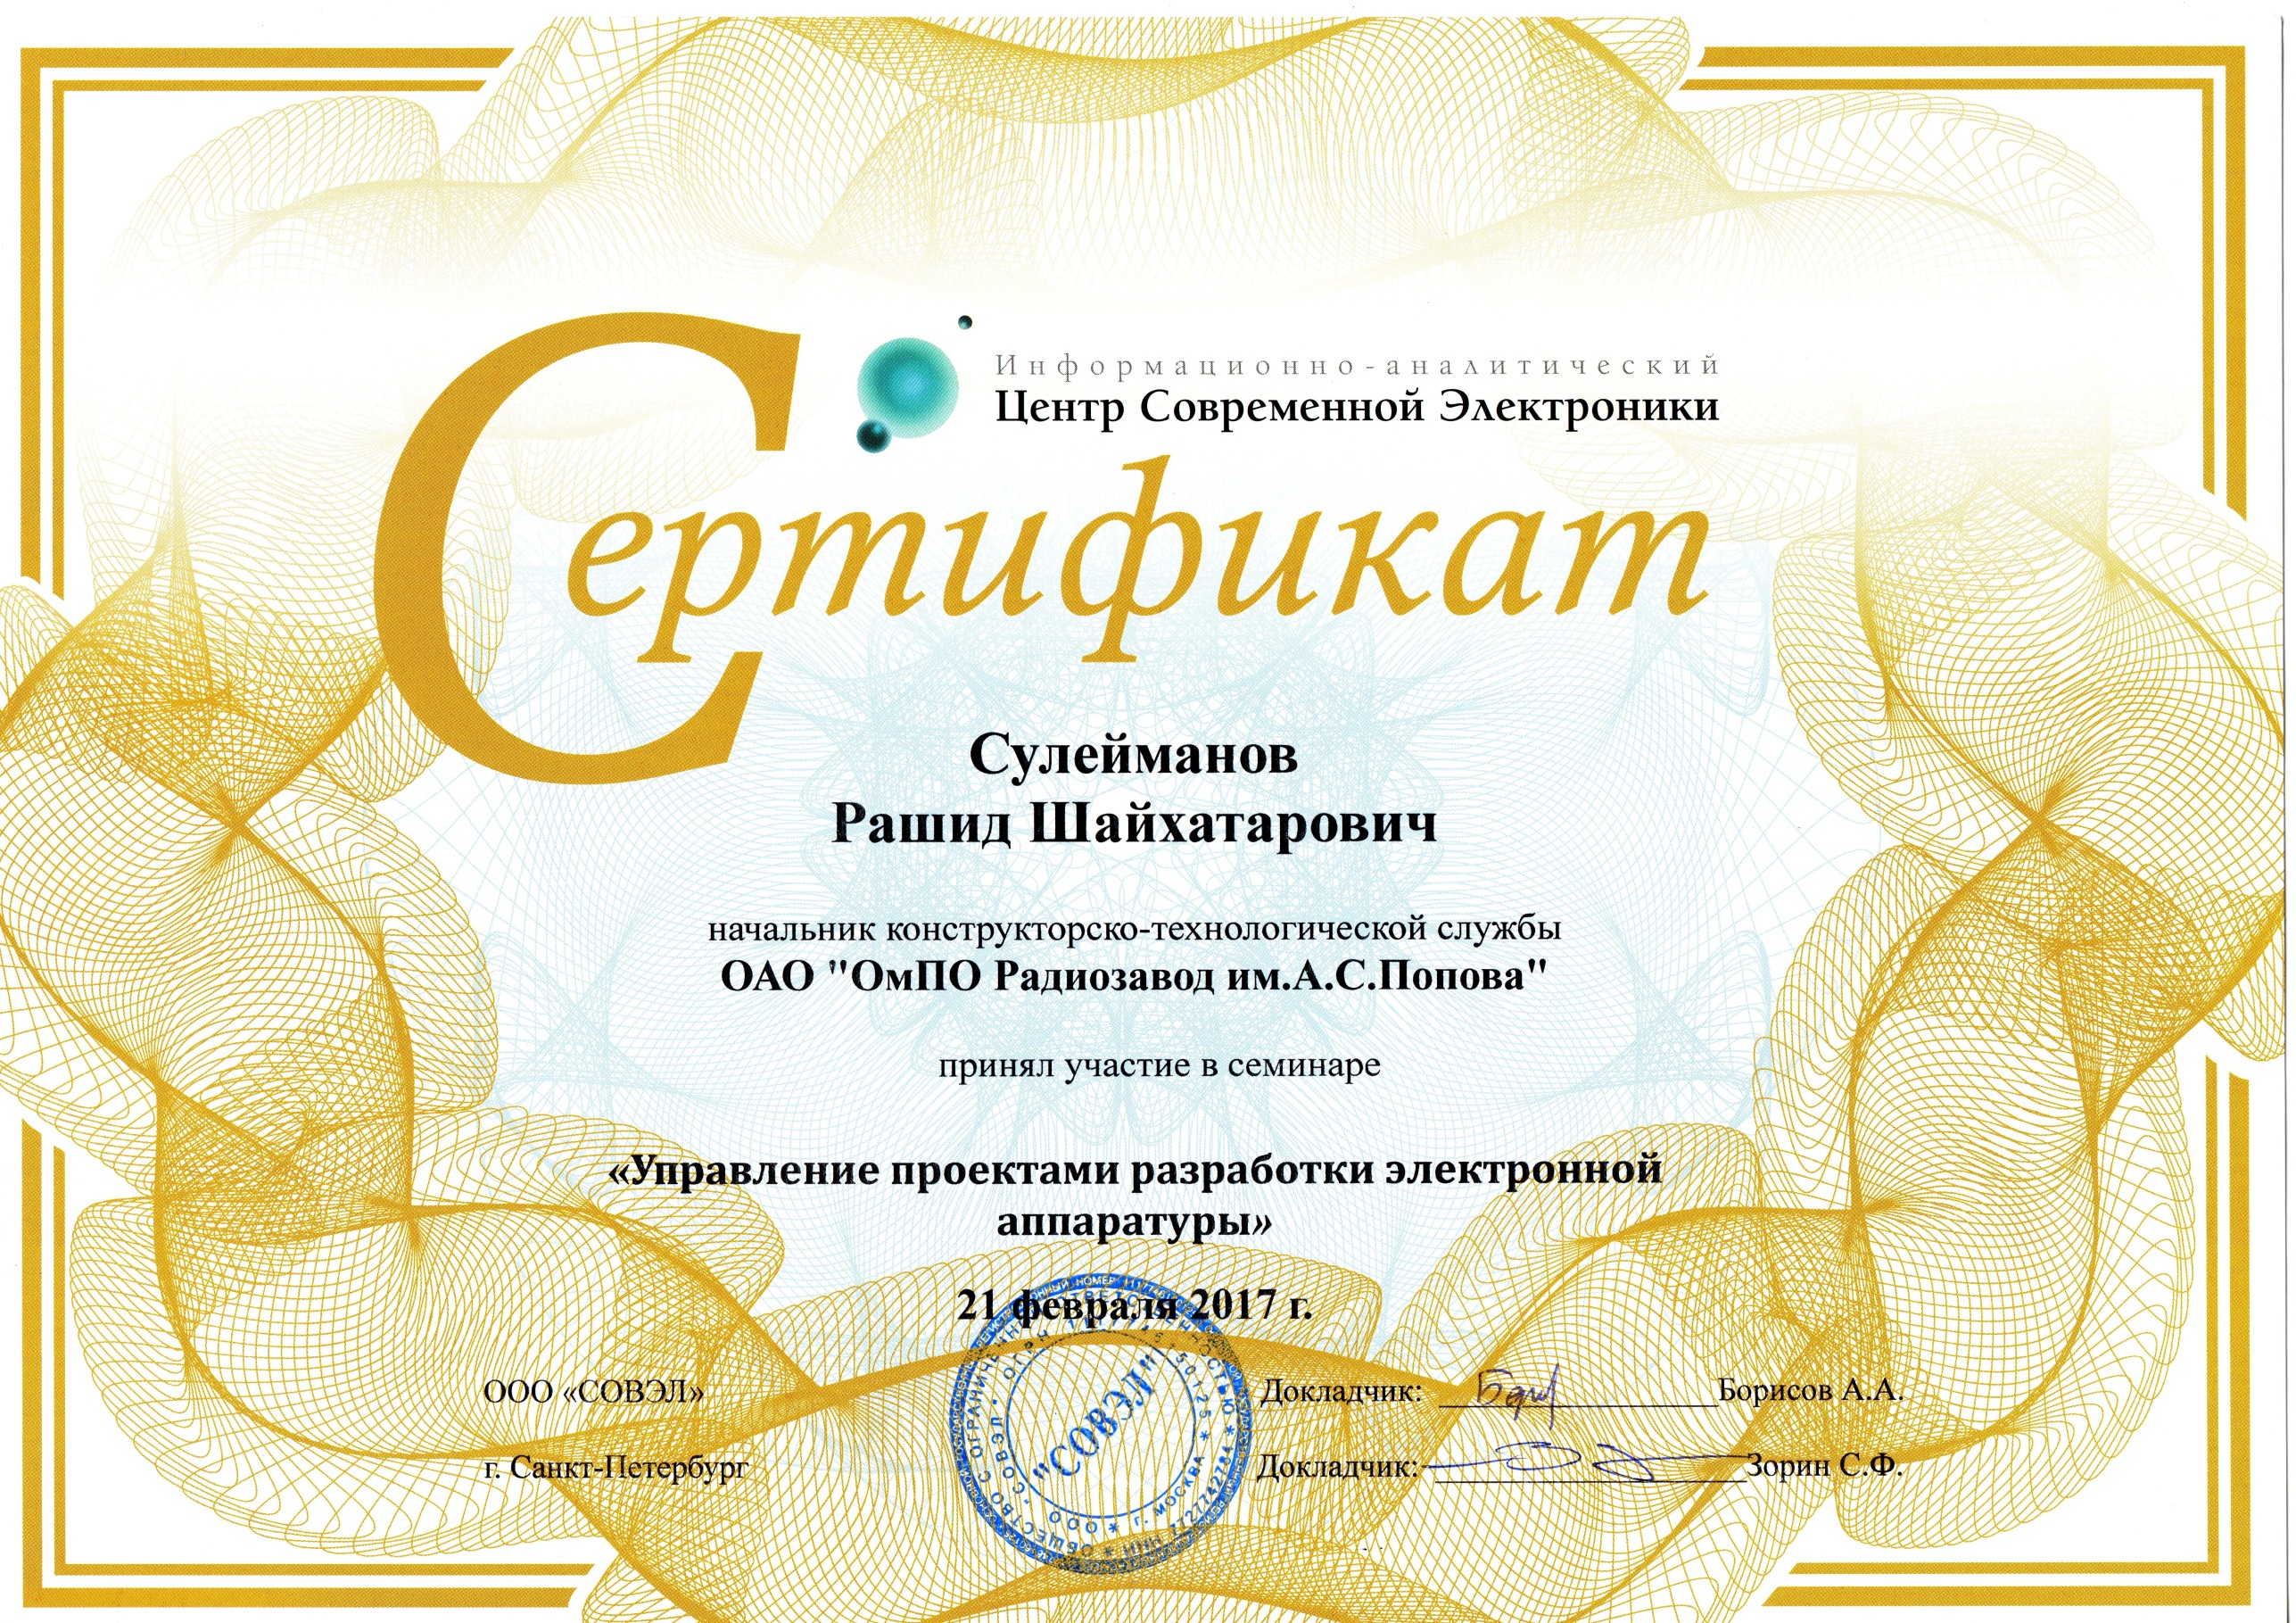 Информационно-аналитический
Центр Современной Электроники
Сертификат
Сулейманов
Рашид Шайхатарович
начальник конструкторско-технологической службы
ОАО "ОмПО Радиозавод им.А.С.Попова"
принял участие в семинаре
«Управление проектами разработки электронной
аппаратуры»
21 февраля 2017 г.
ООО «СОВЭЛ»
Докладчик: Борисов А.А.
г. Санкт-Петербург
Докладчик: Зорин С.Ф.
"СОВЭЛ"
ООО * г. МОСКВА *